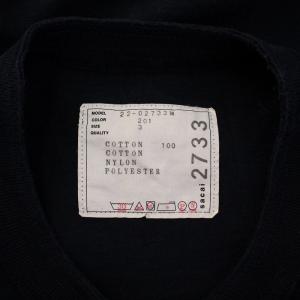 MODEL 22-02733M
COLOR 201
SIZE 3
QUALITY
COTTON 100
COTTON
NYLON
POLYESTER
sacai 2733